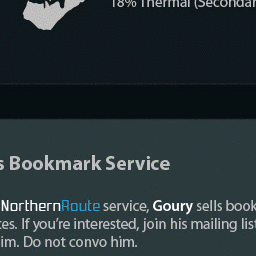 18% Thermal (Secondar
s Bookmark Service
NorthernRoute service, Goury sells book
ces. If you're interested, join his mailing list
im. Do not convo him.